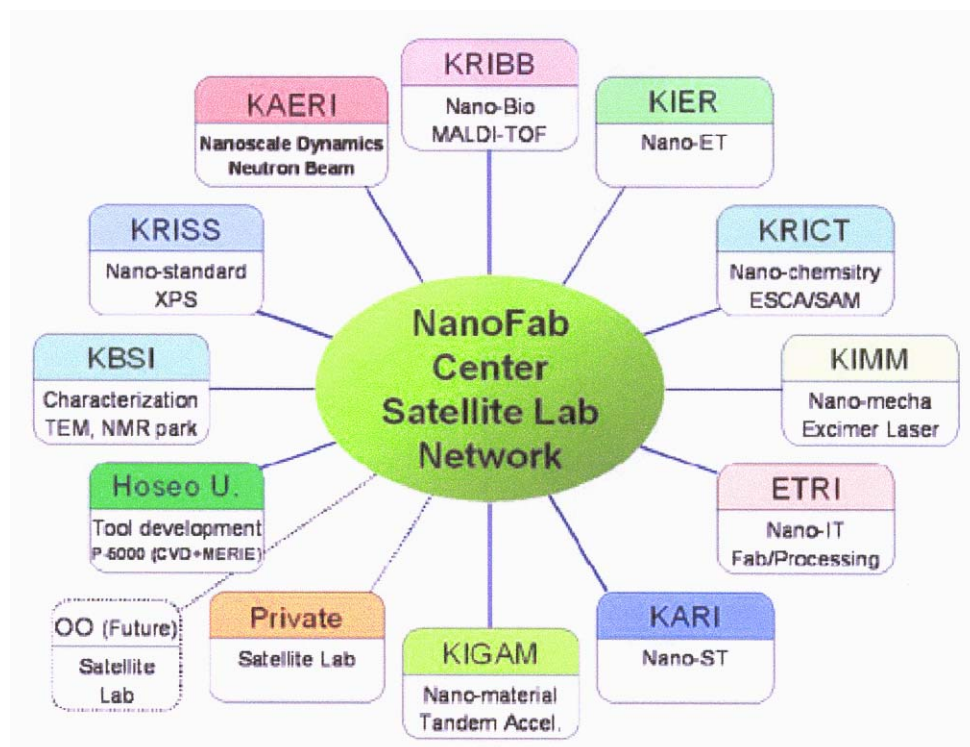 KRIBB
Nano-Bio
MALDI-TOF
KAERI
Nanoscale Dynamics
Neutron Beam
KIER
Nano-ET
KRISS
Nano-standard
XPS
KRICT
Nano-chemsitry
ESCA/SAM
NanoFab
Center
Satellite Lab
Network
KBSI
Characterization
TEM, NMR park
KIMM
Nano-mecha
Excimer Laser
Hoseo U.
Tool development
P-5000 (CVD+MERIE)
ETRI
Nano-IT
Fab/Processing
OO (Future)
Satellite
Lab
Private
Satellite Lab
KIGAM
Nano-material
Tandem Accel.
KARI
Nano-ST